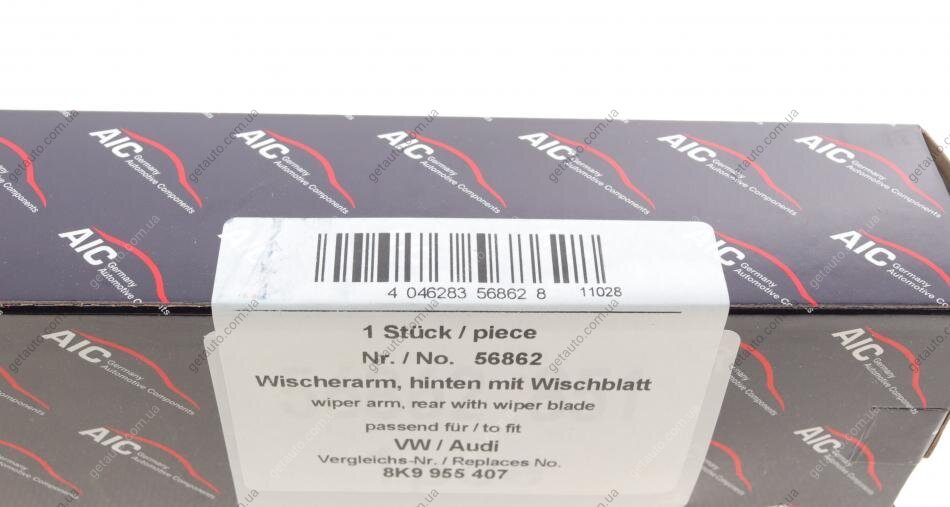 AIC Germany Automotive Components
4 046283 56862 8
11028
1 Stück / piece
Nr. / No. 56862
Wischerarm, hinten mit Wischblatt
wiper arm, rear with wiper blade
passend für / to fit
VW / Audi
Vergleichs-Nr. / Replaces No.
8K9 955 407
getauto.com.ua